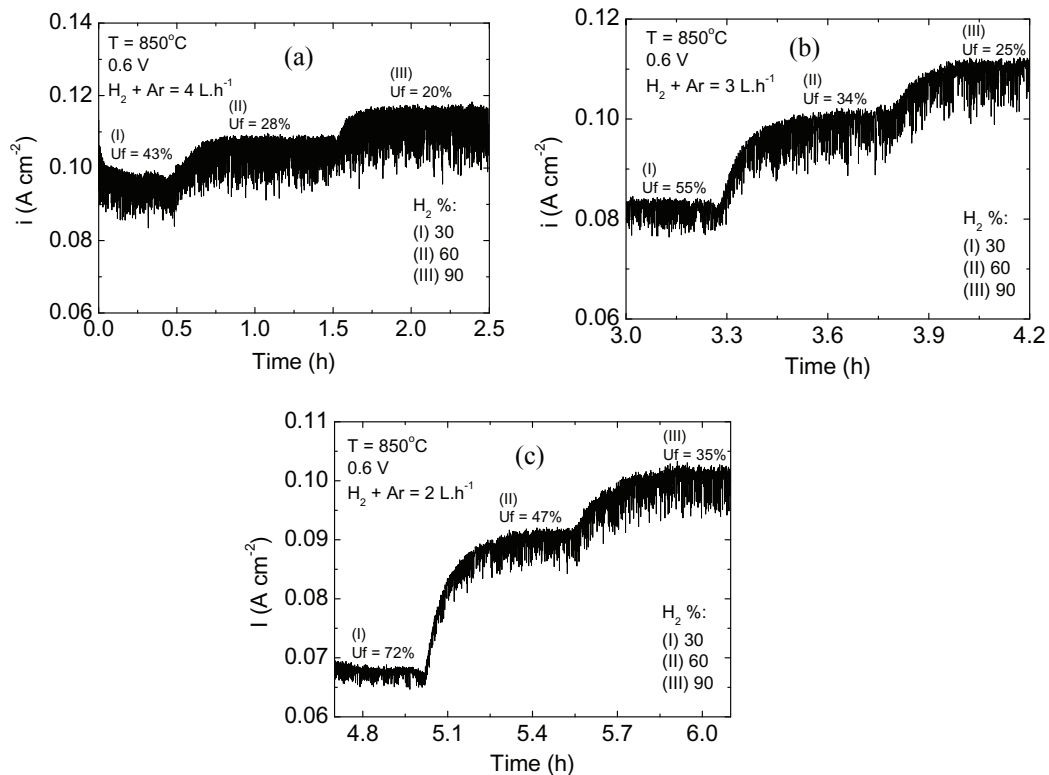 (a)
T = 850°C
0.6 V
H₂ + Ar = 4 L.h⁻¹
(I)
Uf = 43%
(II)
Uf = 28%
(III)
Uf = 20%
H₂ %:
(I) 30
(II) 60
(III) 90
0.14
0.12
0.10
0.08
0.06
i (A cm⁻²)
0.0 0.5 1.0 1.5 2.0 2.5
Time (h)
(b)
T = 850°C
0.6 V
H₂ + Ar = 3 L.h⁻¹
(I)
Uf = 55%
(II)
Uf = 34%
(III)
Uf = 25%
H₂ %:
(I) 30
(II) 60
(III) 90
0.12
0.10
0.08
0.06
i (A cm⁻²)
3.0 3.3 3.6 3.9 4.2
Time (h)
(c)
T = 850°C
0.6 V
H₂ + Ar = 2 L.h⁻¹
(I)
Uf = 72%
(II)
Uf = 47%
(III)
Uf = 35%
H₂ %:
(I) 30
(II) 60
(III) 90
0.11
0.10
0.09
0.08
0.07
0.06
I (A cm⁻²)
4.8 5.1 5.4 5.7 6.0
Time (h)